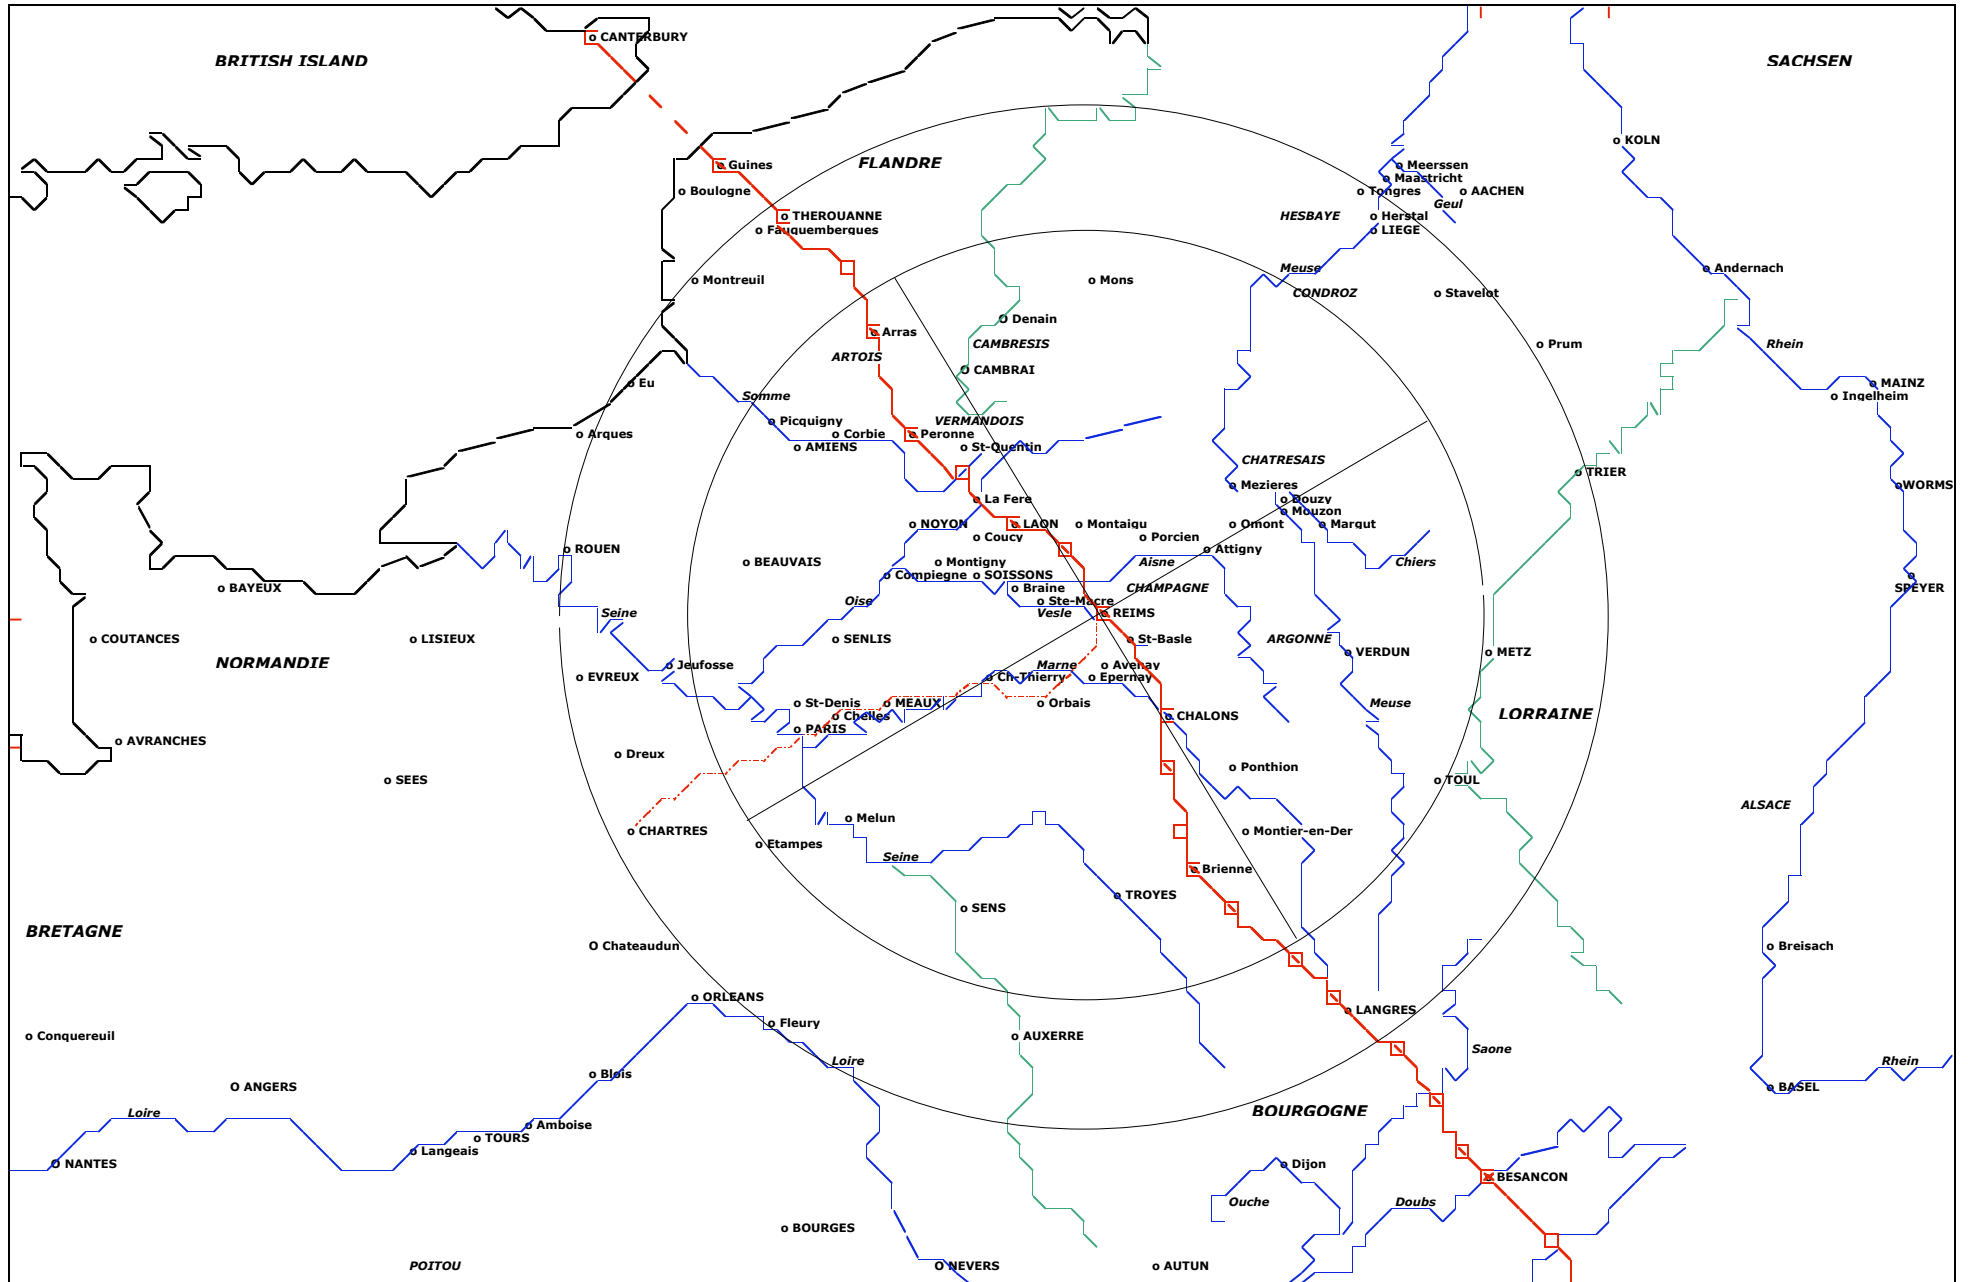 o CANTERBURY
BRITISH ISLAND
SACHSEN
o KOLN
FLANDRE
o Guines
o Meerssen
o Maastricht
o Boulogne
o Tongres
o AACHEN
Geul
o THEROUANNE
HESBAYE
o Herstal
o Fauquembergues
o LIEGE
Meuse
o Andernach
o Montreuil
o Mons
CONDROZ
o Stavelot
O Denain
o Arras
CAMBRESIS
o Prum
Rhein
ARTOIS
O CAMBRAI
o Eu
o MAINZ
Somme
o Ingelheim
o Picquigny
VERMANDOIS
o Arques
o Corbie
o Peronne
o AMIENS
o St-Quentin
CHATRESAIS
o TRIER
o Mezieres
o WORMS
o La Fere
o Douzy
o Mouzon
o NOYON
o LAON
o Montaigu
o Omont
o Margut
o Coucy
o Porcien
o ROUEN
o Attigny
o BEAUVAIS
o Montigny
Aisne
Chiers
o Compiegne
o SOISSONS
o BAYEUX
o Braine
CHAMPAGNE
o SPEYER
Oise
o Ste-Macre
Seine
Vesle
o REIMS
o COUTANCES
o LISIEUX
o SENLIS
o St-Basle
ARGONNE
o VERDUN
o METZ
NORMANDIE
o Jeufosse
Marne
o Avenay
o EVREUX
o Ch-Thierry
o Epernay
o St-Denis
o MEAUX
o Orbais
Meuse
o Chelles
o CHALONS
LORRAINE
o PARIS
o AVRANCHES
o Dreux
o Ponthion
o SEES
o TOUL
ALSACE
o Melun
o CHARTRES
o Montier-en-Der
o Etampes
Seine
o Brienne
o TROYES
o SENS
BRETAGNE
O Chateaudun
o Breisach
o ORLEANS
o LANGRES
o Fleury
o Conquereuil
o AUXERRE
Saone
Loire
Rhein
o Blois
O ANGERS
o BASEL
Loire
BOURGOGNE
o Amboise
o TOURS
o Langeais
O NANTES
o Dijon
o BESANCON
Ouche
Doubs
o BOURGES
POITOU
O NEVERS
o AUTUN